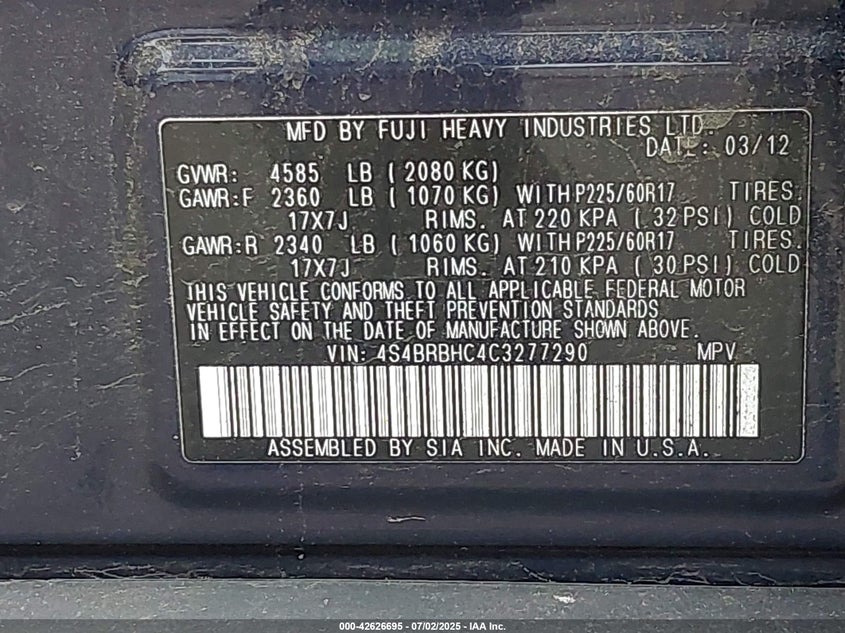 MFD BY FUJI HEAVY INDUSTRIES LTD.
DATE: 03/12
GVWR: 4585 LB ( 2080 KG)
GAWR:F 2360 LB ( 1070 KG) WITH P225/60R17 TIRES.
17X7J RIMS. AT 220 KPA ( 32 PSI) COLD
GAWR:R 2340 LB ( 1060 KG) WITH P225/60R17 TIRES.
17X7J RIMS. AT 210 KPA ( 30 PSI) COLD
THIS VEHICLE CONFORMS TO ALL APPLICABLE FEDERAL MOTOR
VEHICLE SAFETY AND THEFT PREVENTION STANDARDS
IN EFFECT ON THE DATE OF MANUFACTURE SHOWN ABOVE.
VIN: 4S4BRBHC4C3277290 MPV
ASSEMBLED BY SIA INC. MADE IN U.S.A.
000-42626695 - 07/02/2025 - IAA Inc.